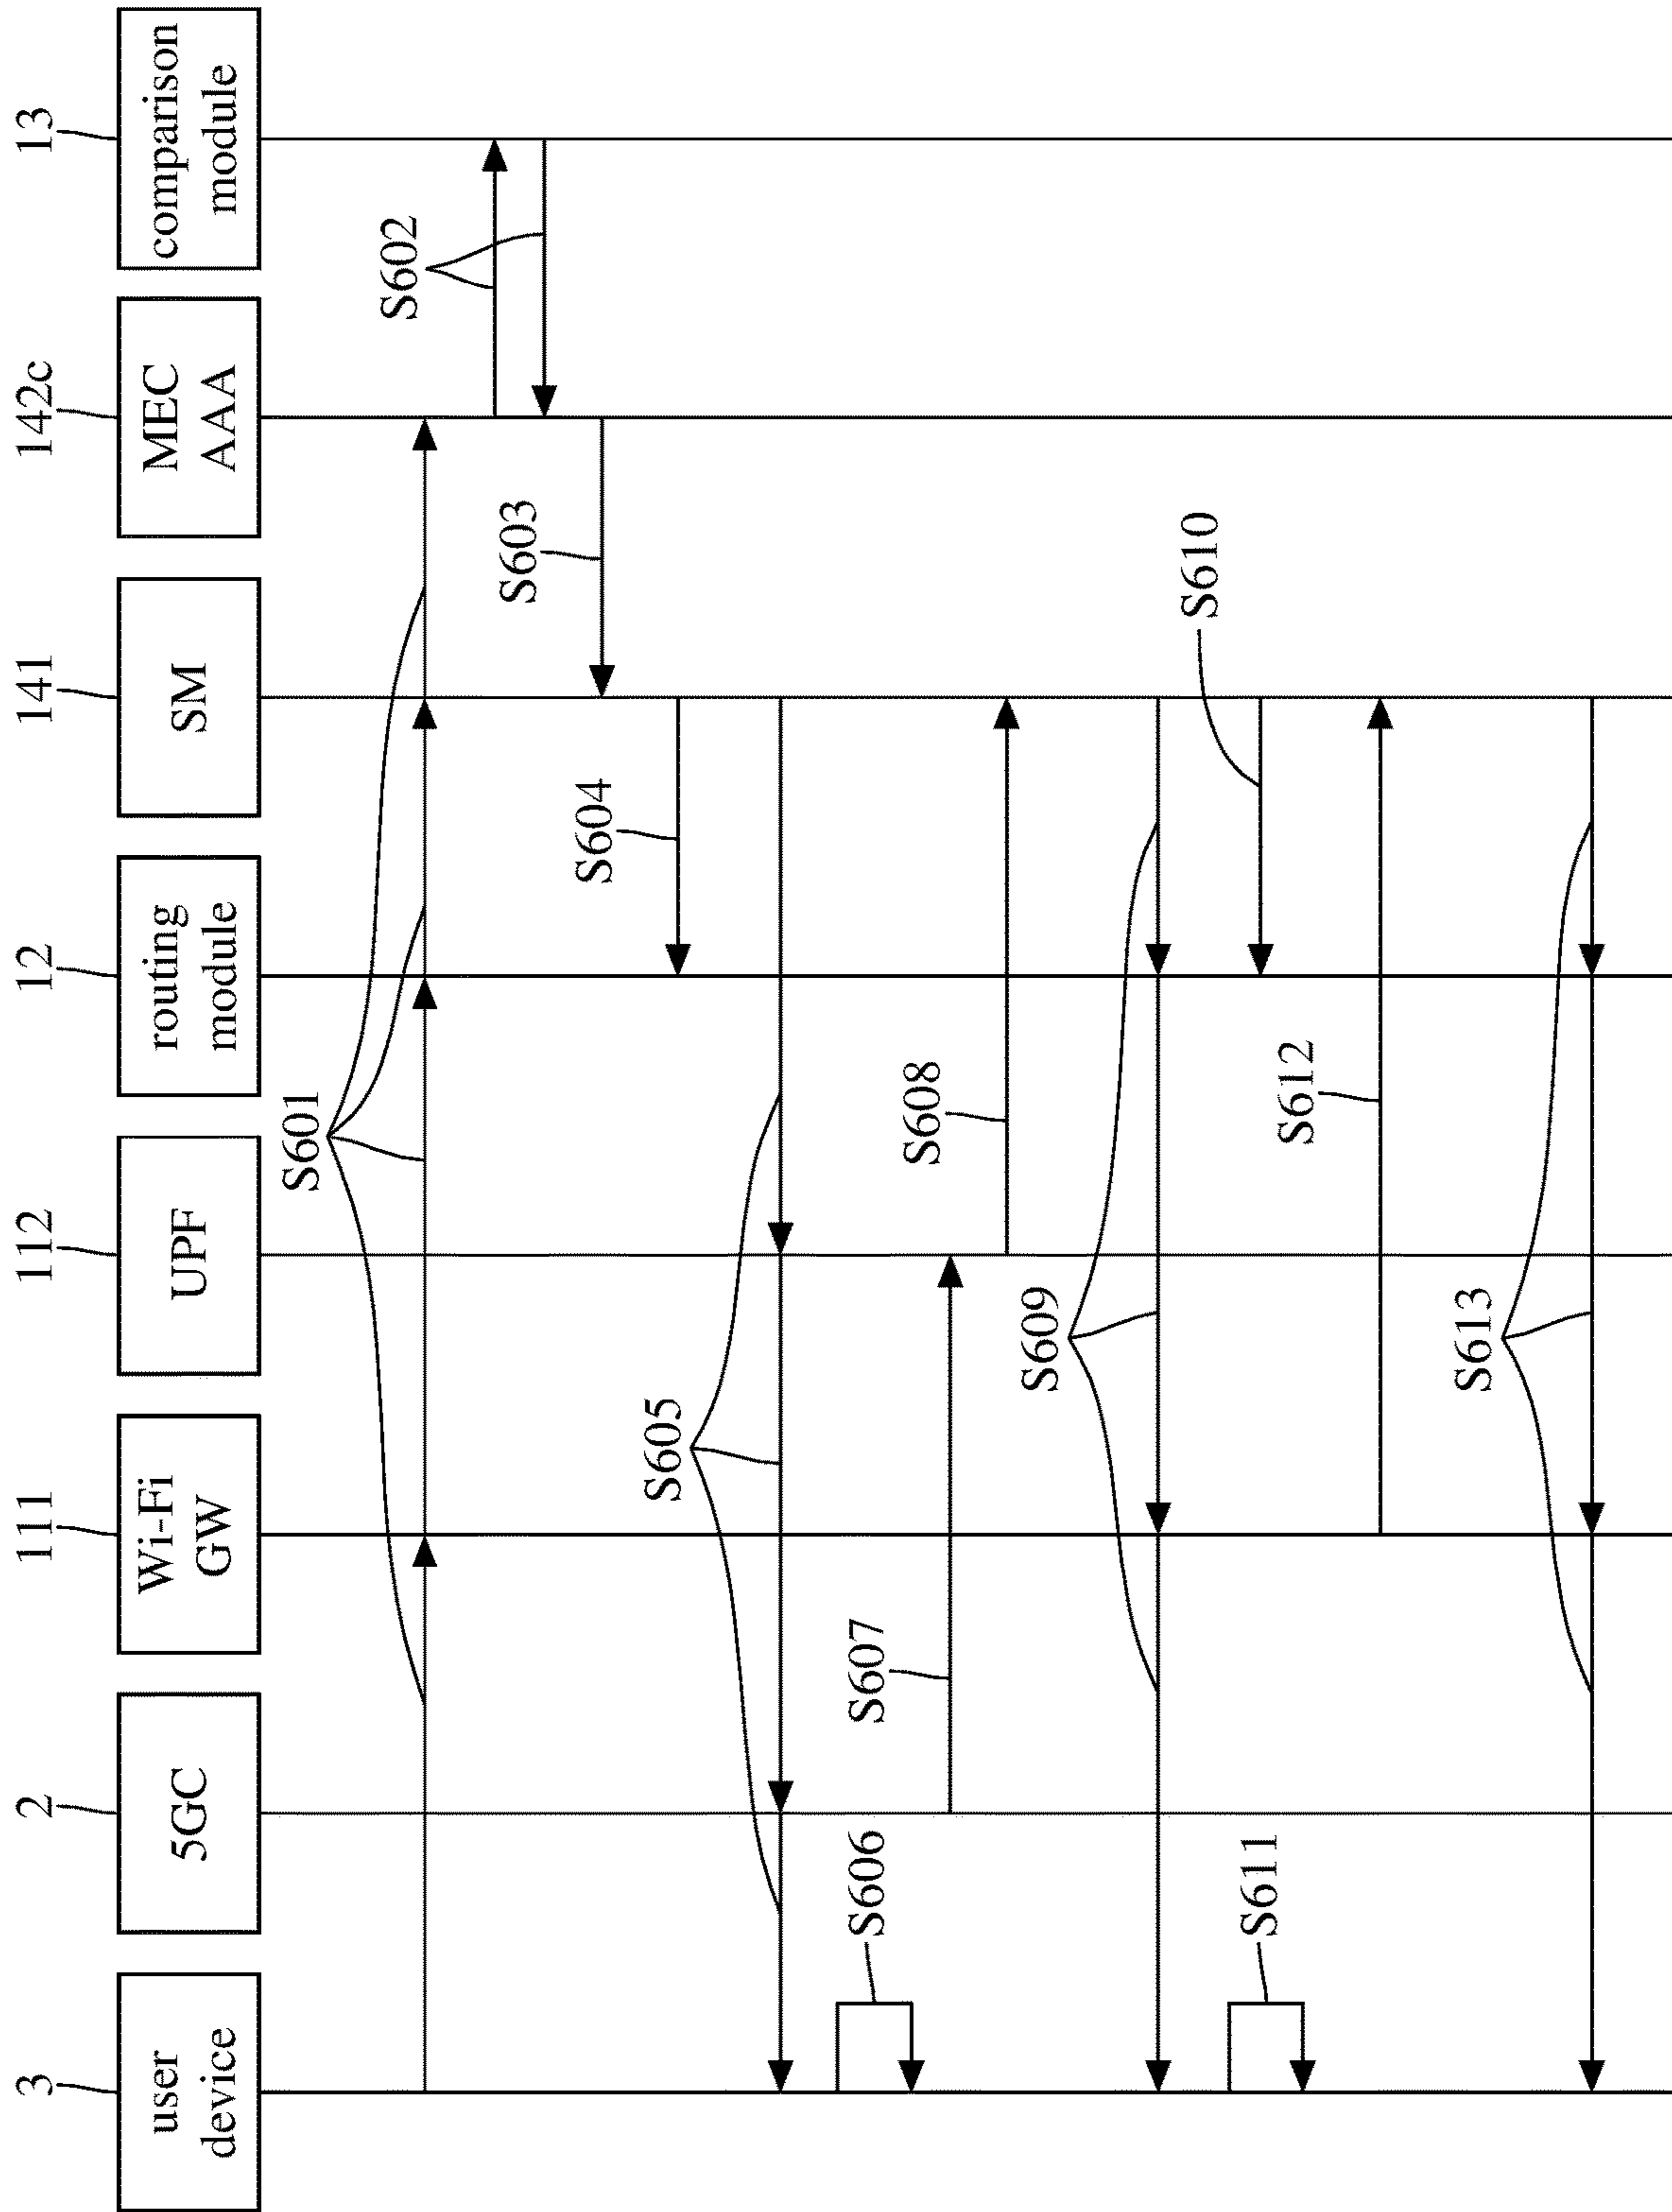 3
2
111
112
12
141
142c
13
user
device
5GC
Wi-Fi
GW
UPF
routing
module
SM
MEC
AAA
comparison
module
S601
S602
S603
S604
S605
S606
S607
S608
S609
S610
S611
S612
S613